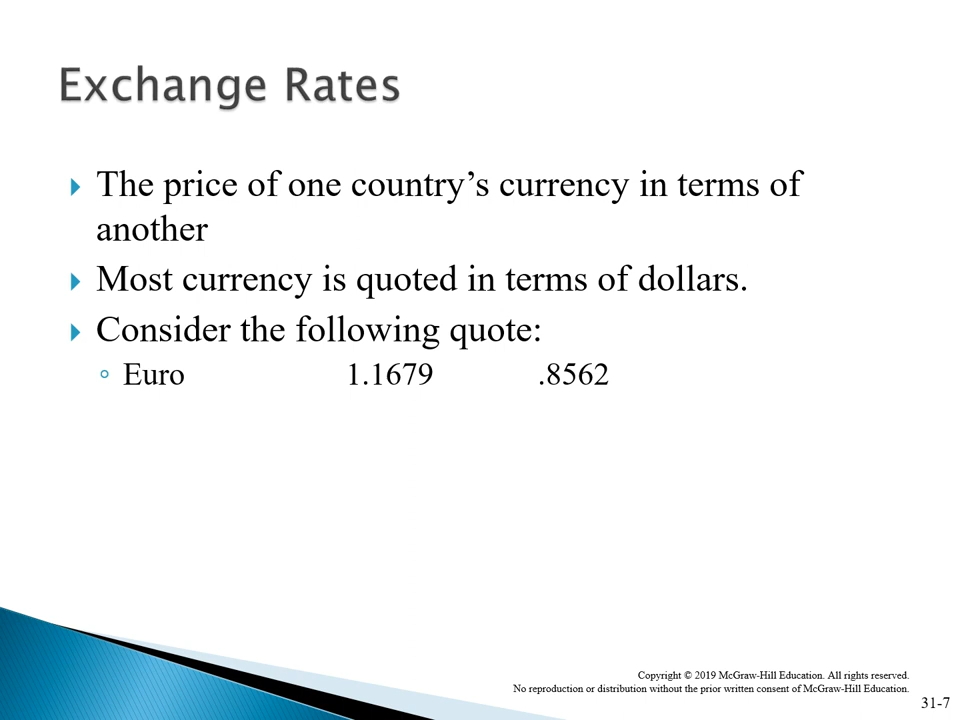 Exchange Rates
The price of one country’s currency in terms of
another
Most currency is quoted in terms of dollars.
Consider the following quote:
Euro 1.1679 .8562
Copyright © 2019 McGraw-Hill Education. All rights reserved.
No reproduction or distribution without the prior written consent of McGraw-Hill Education.
31-7